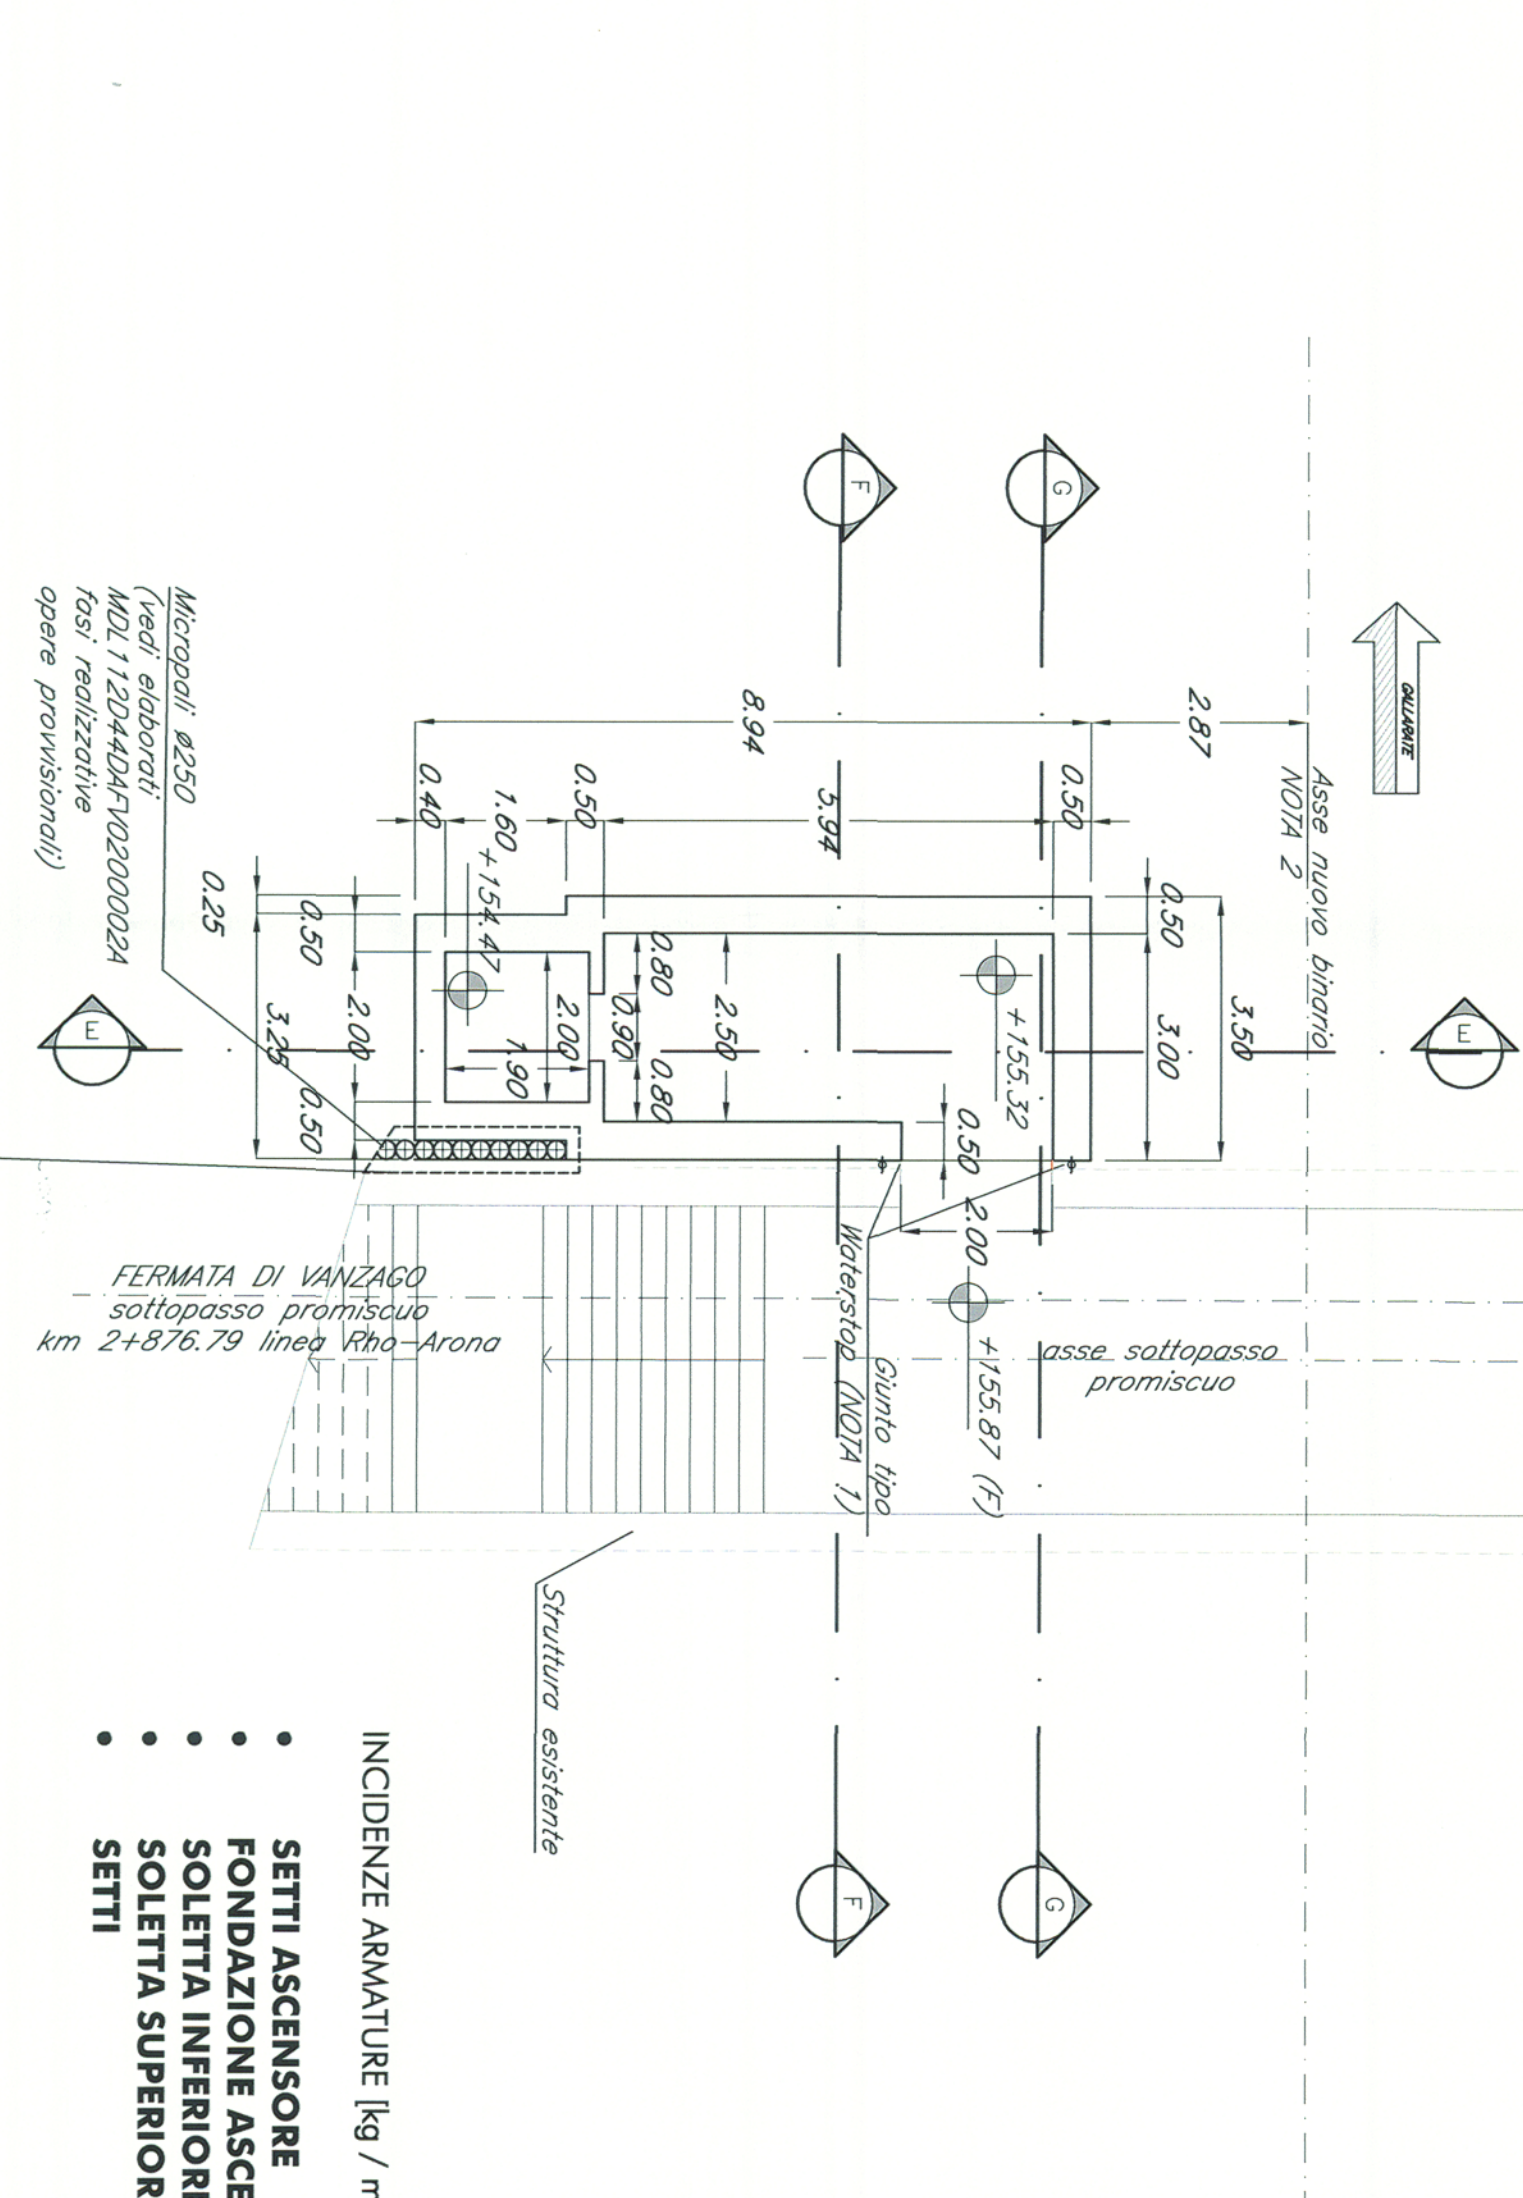 GALLARATE
Asse nuovo binario
NOTA 2
E
3.50
2.87
0.50
3.00
0.50
G
+155.32
0.50
2.00
+155.87 (F)
asse sottopasso
promiscuo
Giunto tipo
Waterstop (NOTA 1)
F
5.94
8.94
2.50
0.80
0.90
0.80
0.50
2.00
1.90
1.60
+154.47
0.40
2.00
0.50
0.50
3.25
0.25
Micropali ø250
(vedi elaborati
MDL112D44DAFV0200002A
fasi realizzative
opere provvisionali)
E
FERMATA DI VANZAGO
sottopasso promiscuo
km 2+876.79 linea Rho-Arona
Struttura esistente
G
F
INCIDENZE ARMATURE [kg / m
• SETTI ASCENSORE
• FONDAZIONE ASCE
• SOLETTA INFERIORE
• SOLETTA SUPERIOR
• SETTI